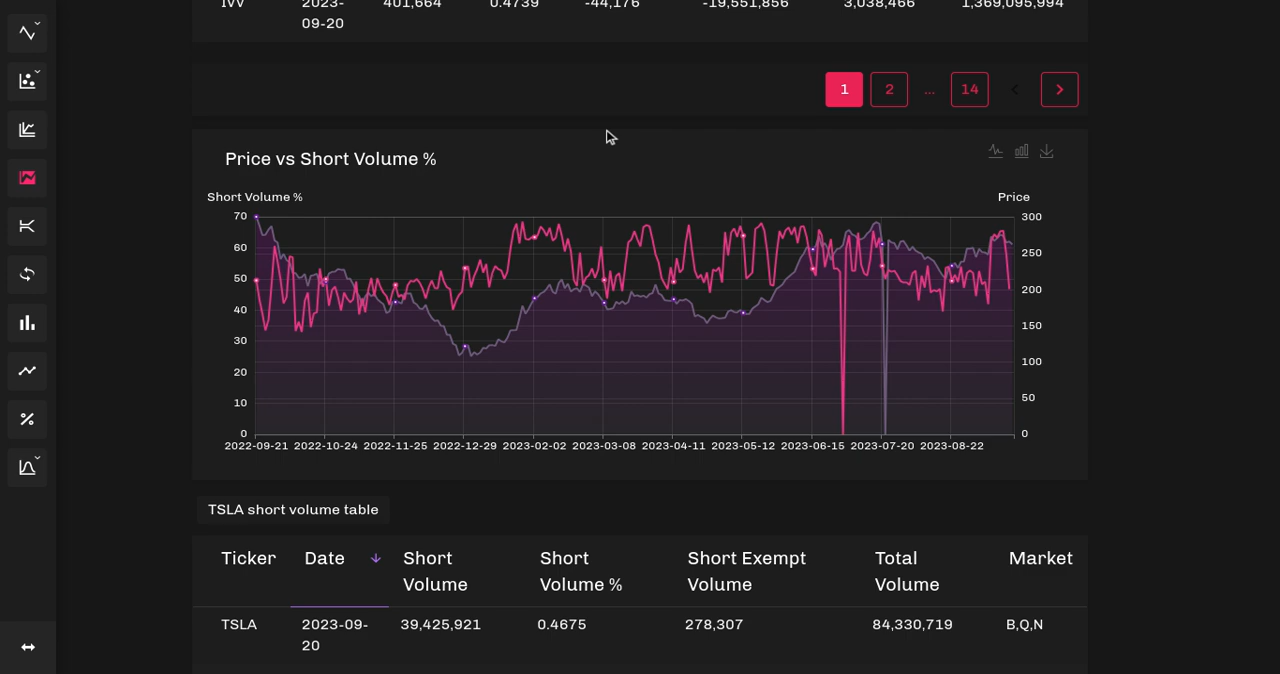 IVV 2023- 401,664 0.4739 -44,176 -19,551,856 3,038,466 1,369,095,994
09-20
1 2 ... 14
Price vs Short Volume %
Short Volume % Price
70 300
60 250
50 200
40 150
30 100
20 50
10 0
0
2022-09-21 2022-10-24 2022-11-25 2022-12-29 2023-02-02 2023-03-08 2023-04-11 2023-05-12 2023-06-15 2023-07-20 2023-08-22
TSLA short volume table
Ticker Date Short Short Short Exempt Total Market
Volume Volume % Volume Volume
TSLA 2023-09- 39,425,921 0.4675 278,307 84,330,719 B,Q,N
20